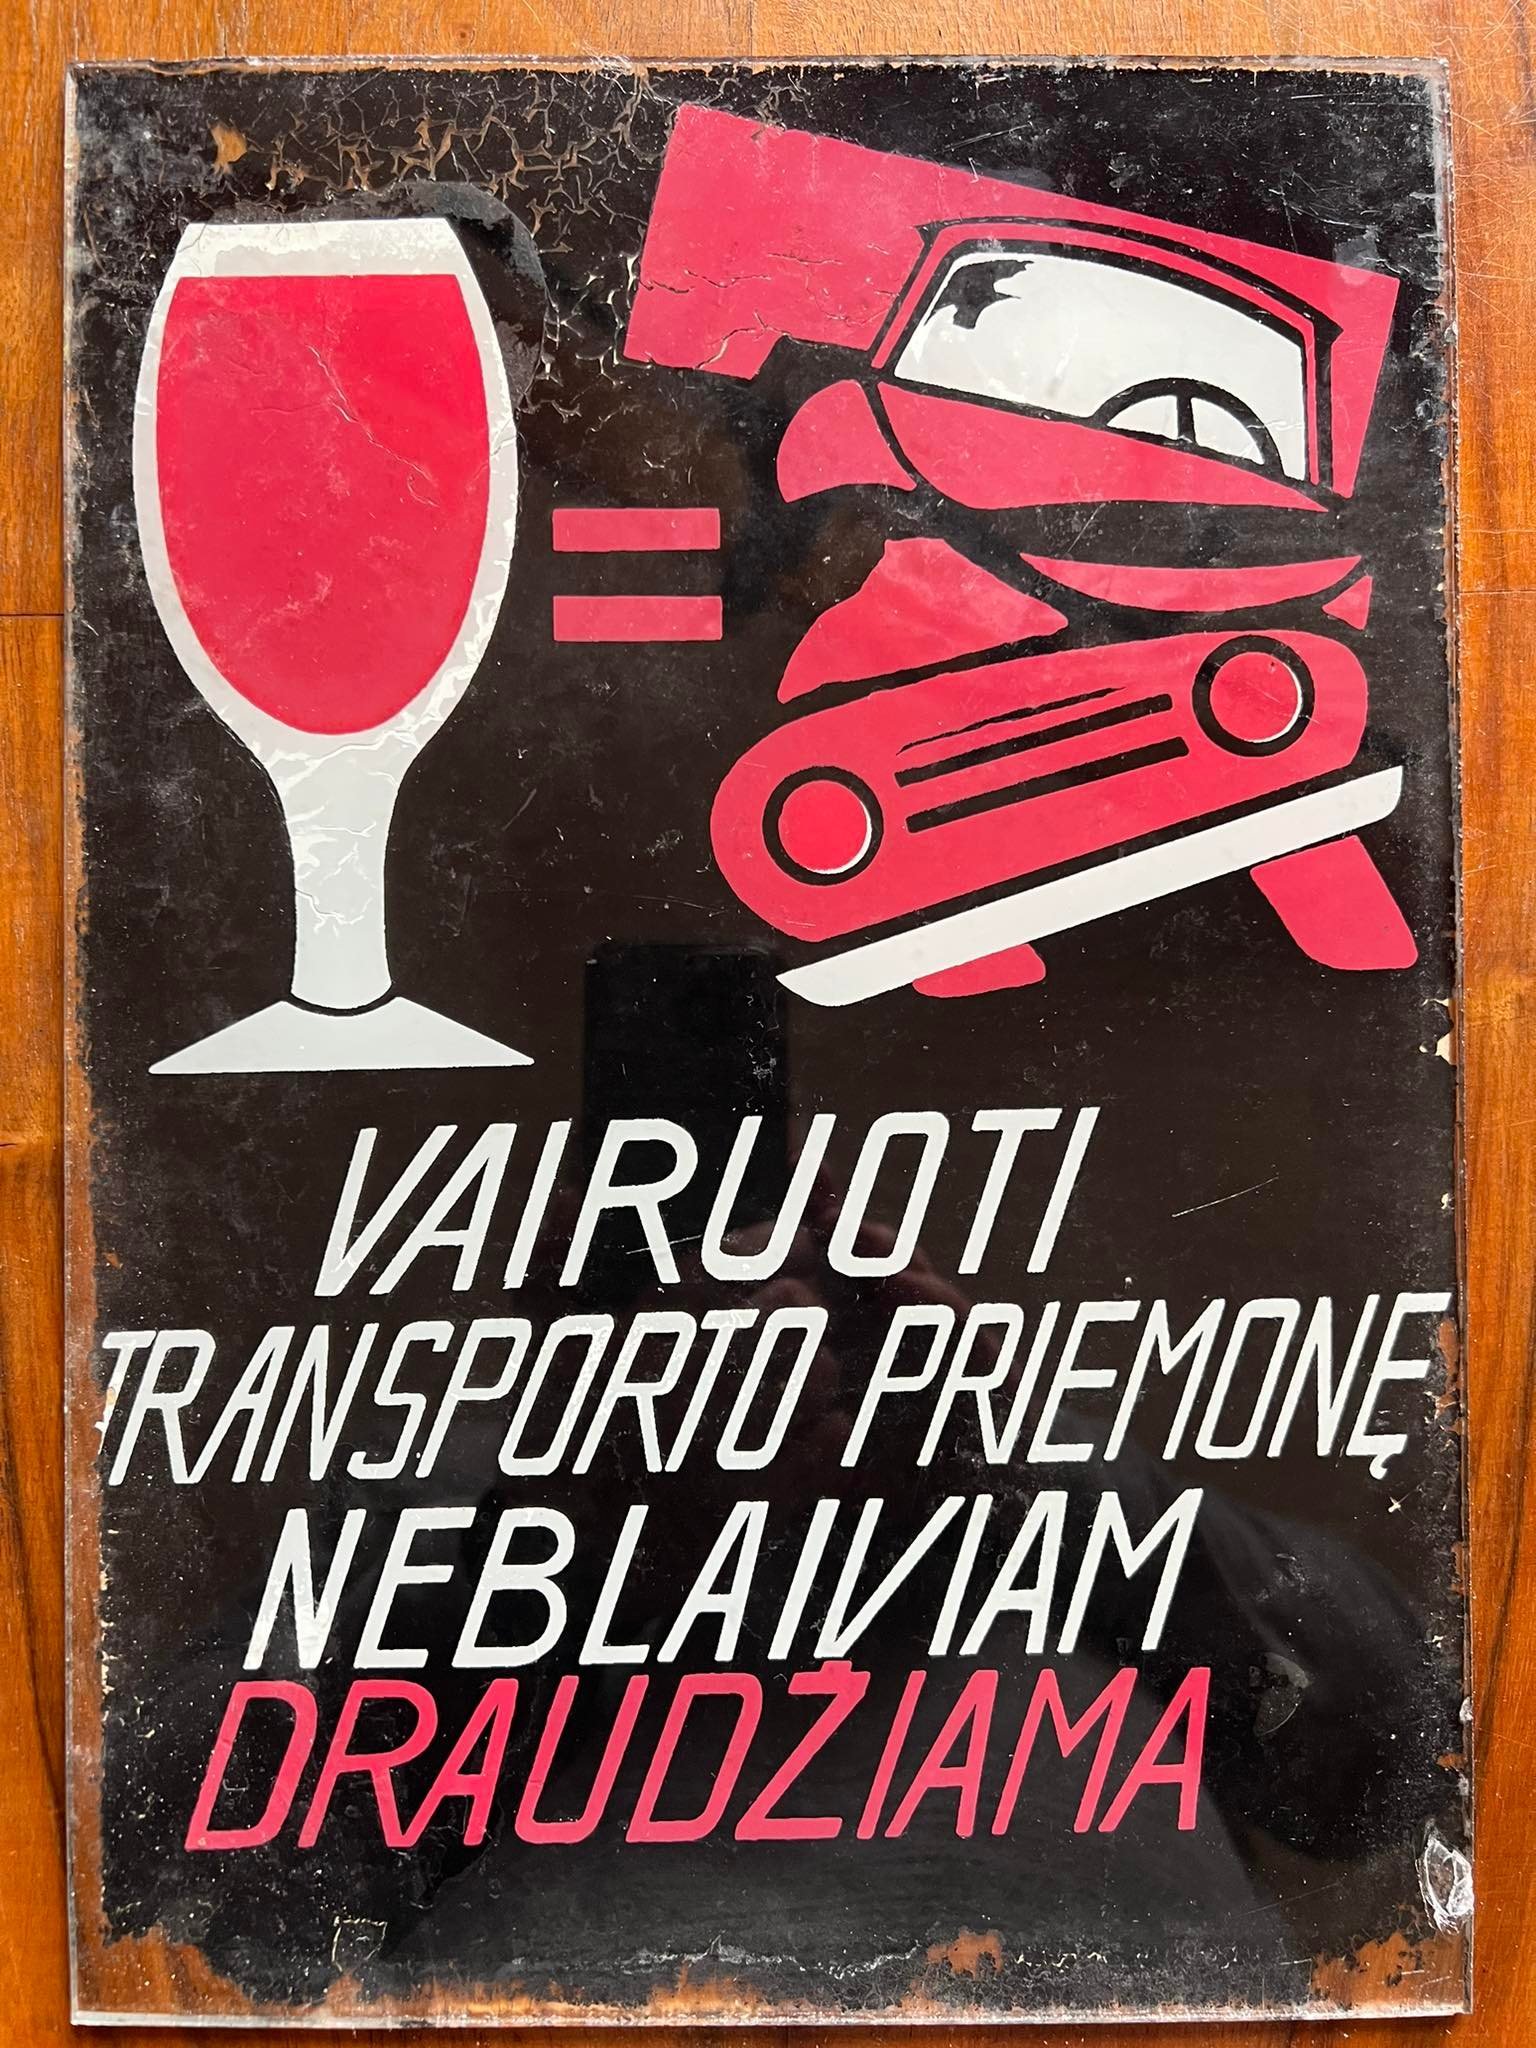 VAIRUOTI
TRANSPORTO PRIEMONĘ
NEBLAIVIAM
DRAUDŽIAMA